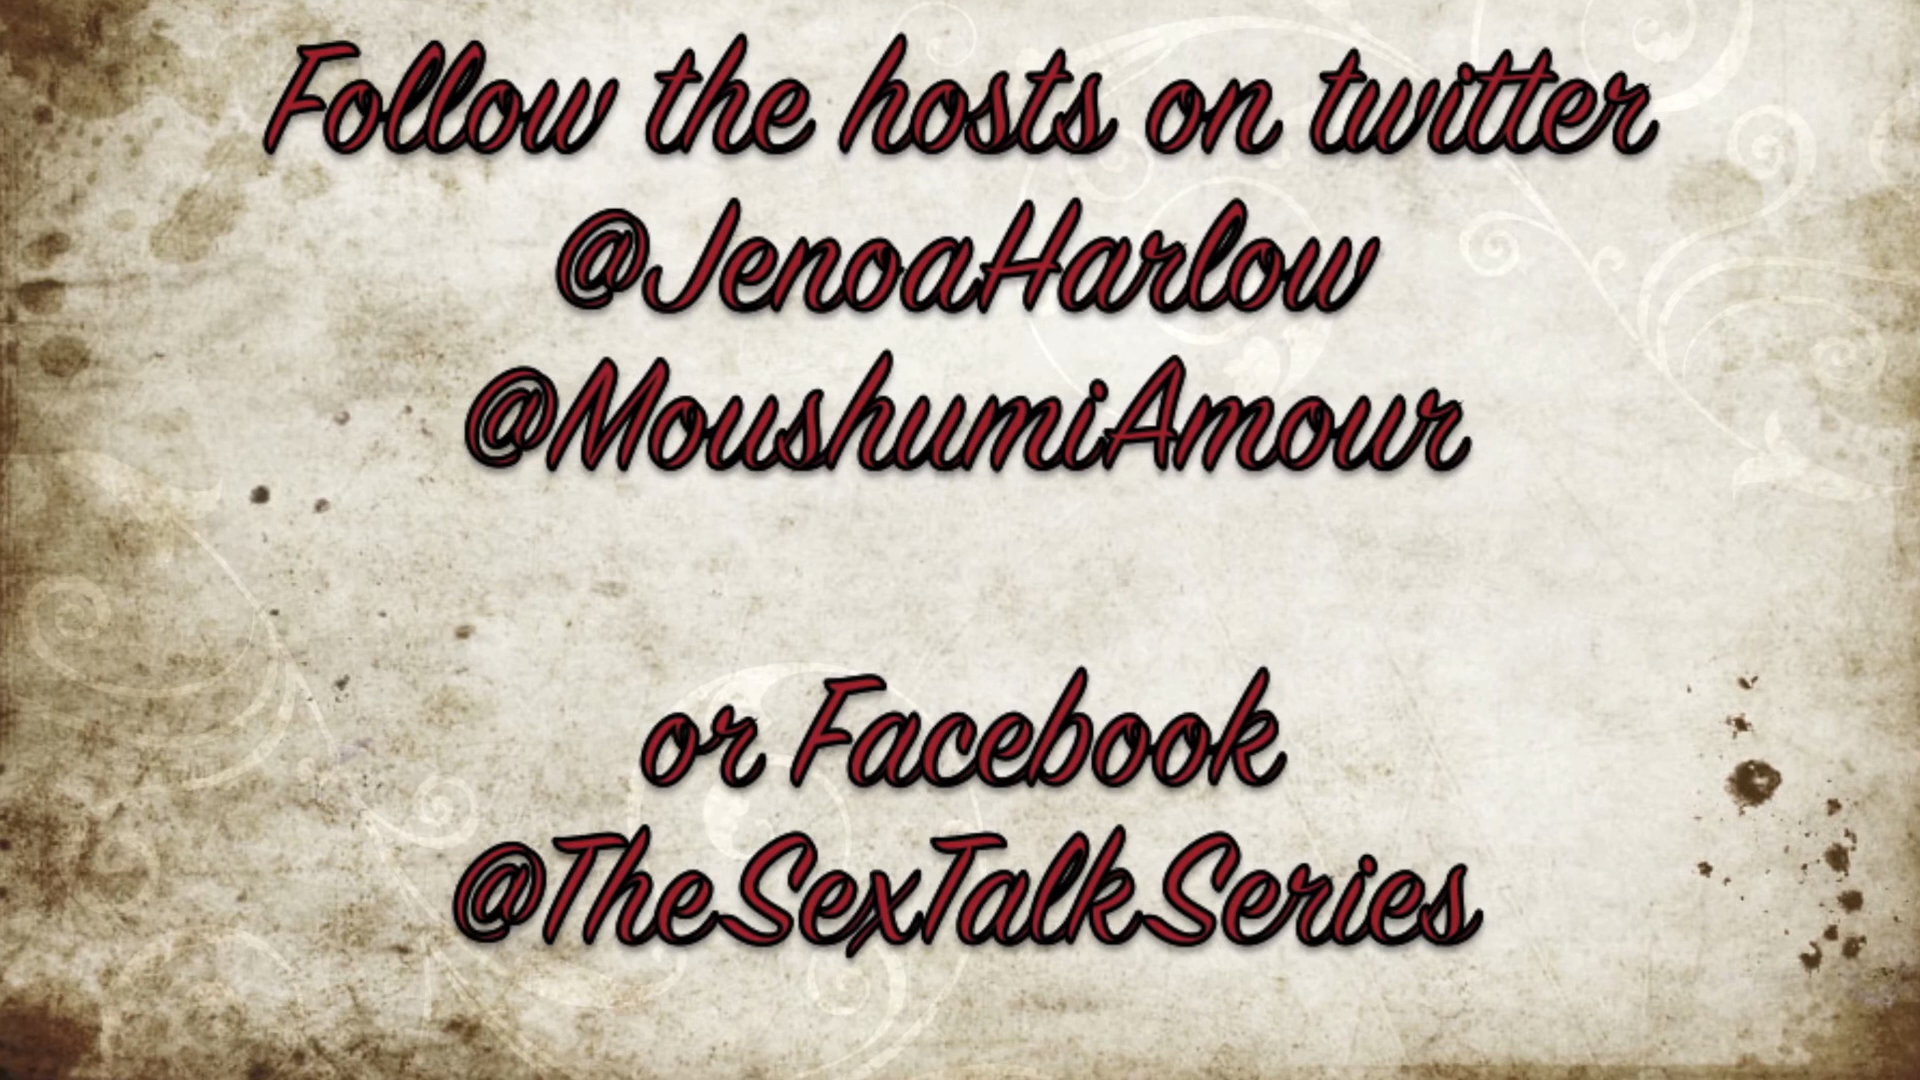 Follow the hosts on twitter
@JenoaHarlow
@MoushumiAmour
or Facebook
@TheSexTalkSeries